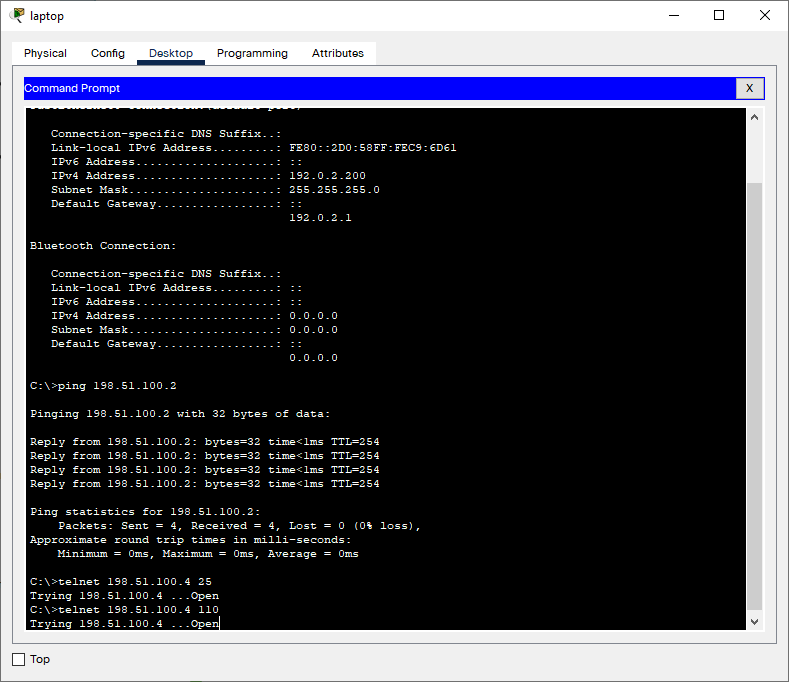 laptop
Physical Config Desktop Programming Attributes
Command Prompt X
Connection-specific DNS Suffix..:
Link-local IPv6 Address.........: FE80::2D0:58FF:FEC9:6D61
IPv6 Address....................: ::
IPv4 Address....................: 192.0.2.200
Subnet Mask.....................: 255.255.255.0
Default Gateway.................: ::
192.0.2.1
Bluetooth Connection:
Connection-specific DNS Suffix..:
Link-local IPv6 Address.........: ::
IPv6 Address....................: ::
IPv4 Address....................: 0.0.0.0
Subnet Mask.....................: 0.0.0.0
Default Gateway.................: ::
0.0.0.0
C:\>ping 198.51.100.2
Pinging 198.51.100.2 with 32 bytes of data:
Reply from 198.51.100.2: bytes=32 time<1ms TTL=254
Reply from 198.51.100.2: bytes=32 time<1ms TTL=254
Reply from 198.51.100.2: bytes=32 time<1ms TTL=254
Reply from 198.51.100.2: bytes=32 time<1ms TTL=254
Ping statistics for 198.51.100.2:
Packets: Sent = 4, Received = 4, Lost = 0 (0% loss),
Approximate round trip times in milli-seconds:
Minimum = 0ms, Maximum = 0ms, Average = 0ms
C:\>telnet 198.51.100.4 25
Trying 198.51.100.4 ...Open
C:\>telnet 198.51.100.4 110
Trying 198.51.100.4 ...Open
Top